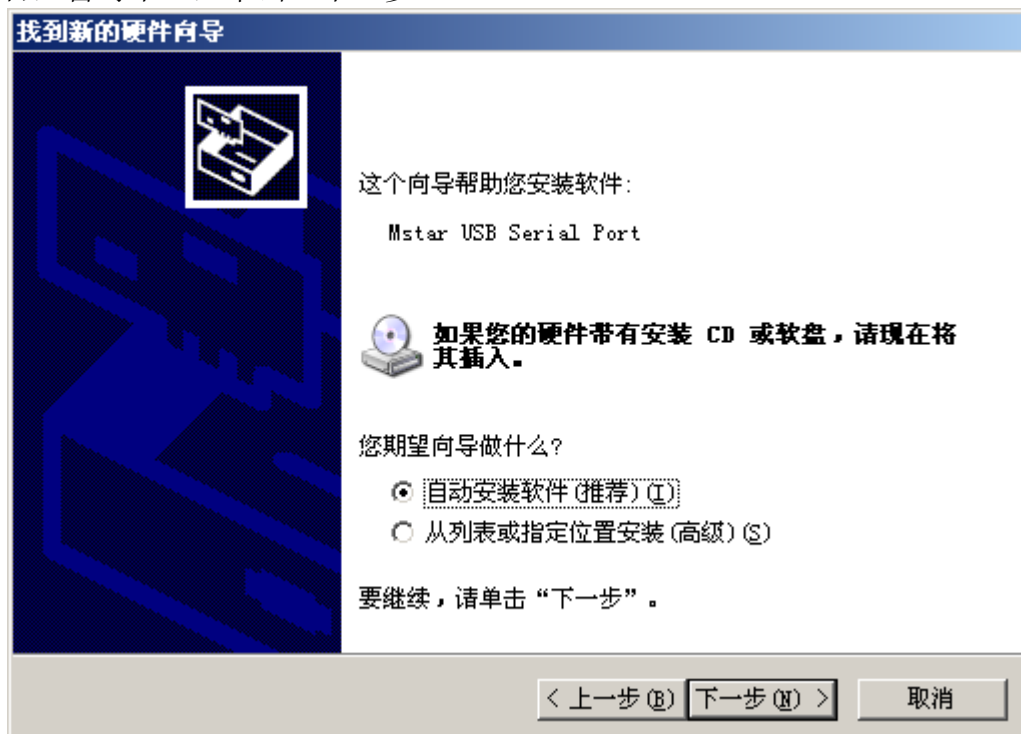 找到新的硬件向导
这个向导帮助您安装软件:
Mstar USB Serial Port
如果您的硬件带有安装 CD 或软盘，请现在将
其插入。
您期望向导做什么?
自动安装软件(推荐)(I)
从列表或指定位置安装(高级)(S)
要继续，请单击“下一步”。
< 上一步(B)
下一步(N) >
取消